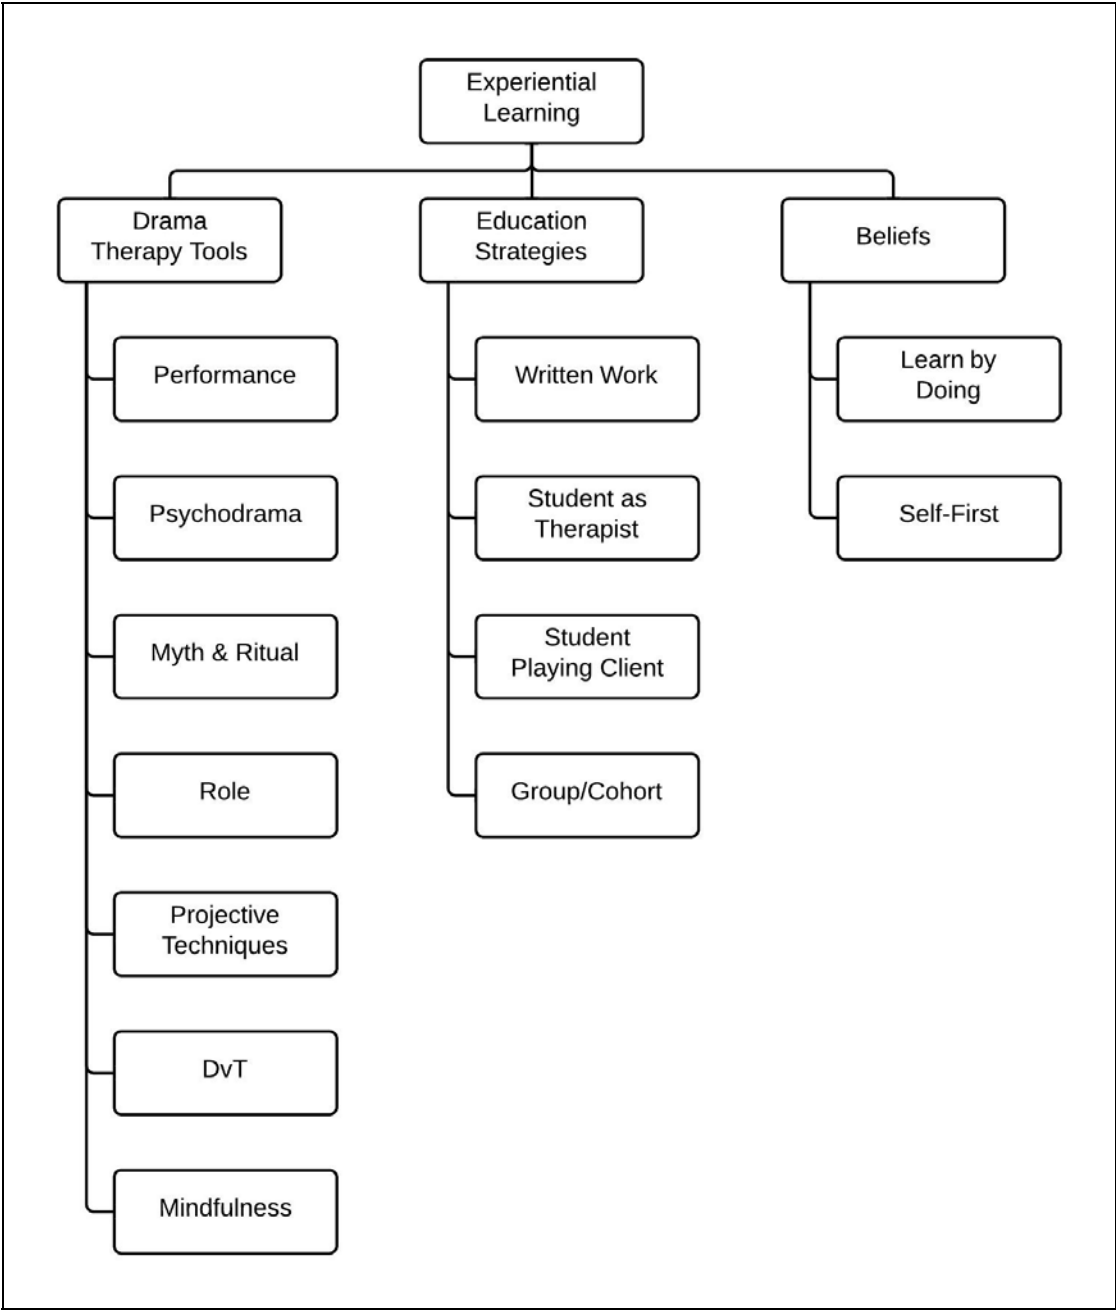 Experiential
Learning
Drama
Therapy Tools
Education
Strategies
Beliefs
Performance
Psychodrama
Myth & Ritual
Role
Projective
Techniques
DvT
Mindfulness
Written Work
Student as
Therapist
Student
Playing Client
Group/Cohort
Learn by
Doing
Self-First